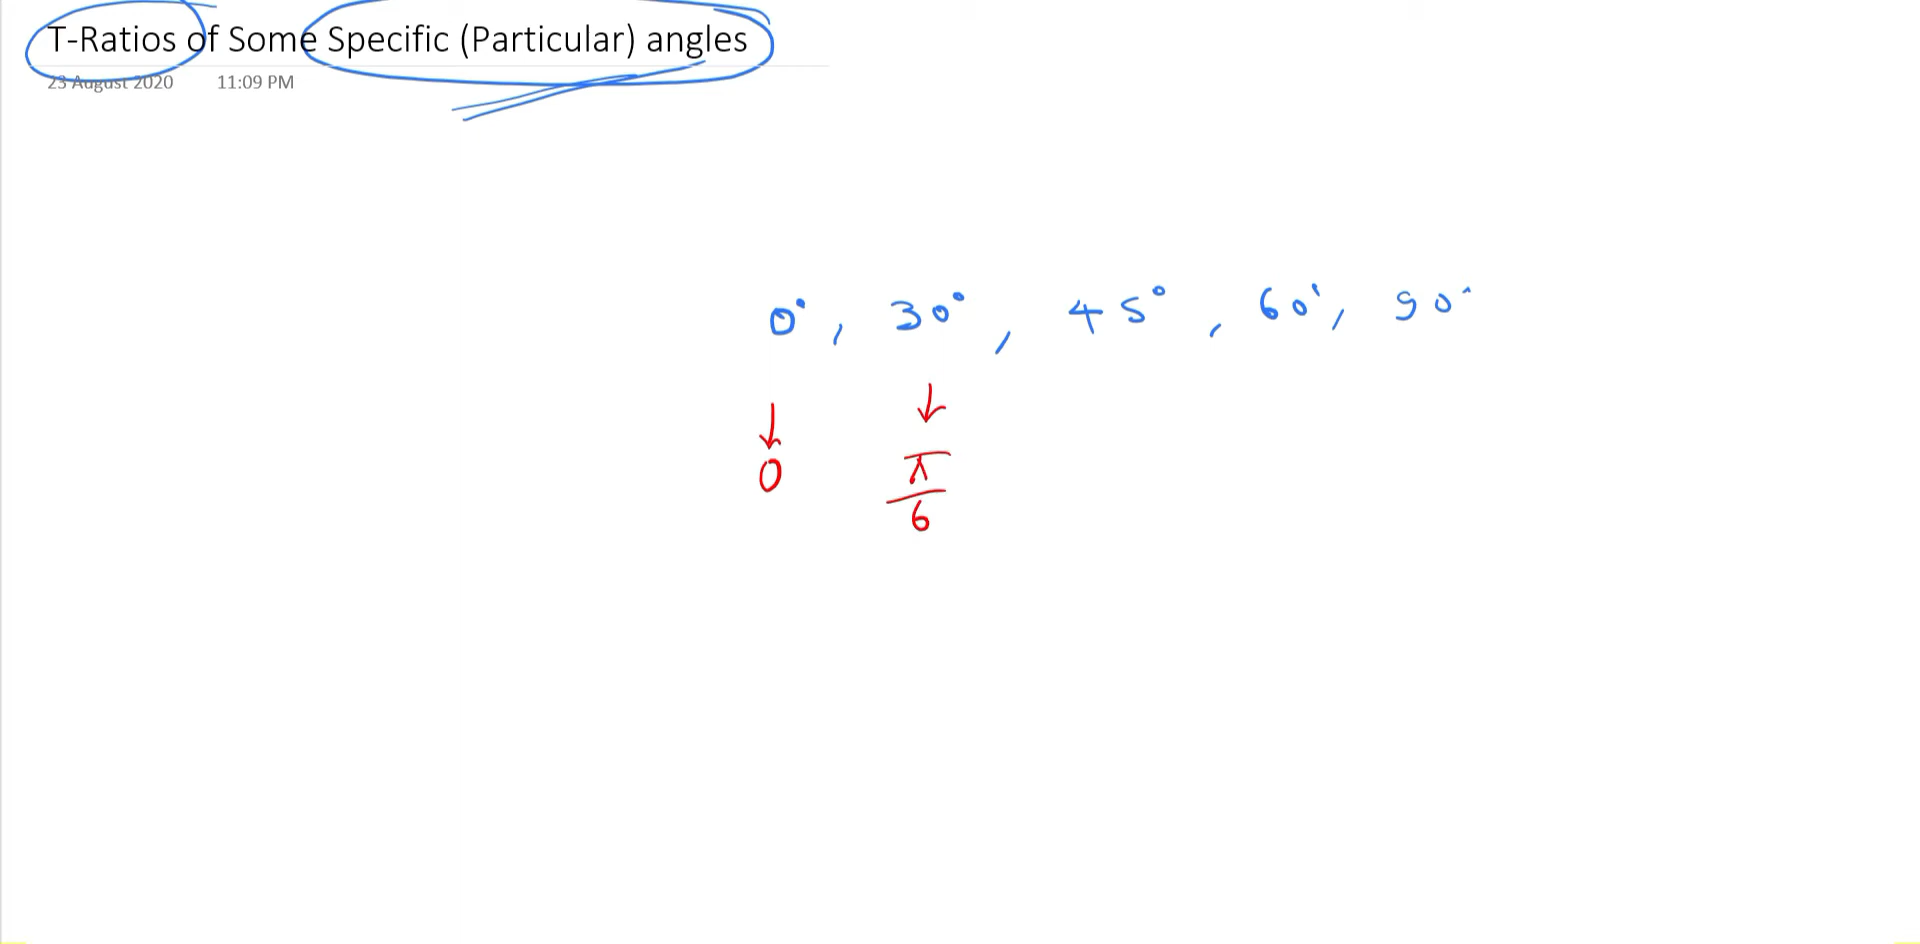 T-Ratios of Some Specific (Particular) angles
23 August 2020 11:09 PM
0°, 30°, 45°, 60°, 90°
↓ ↓
0 π/6